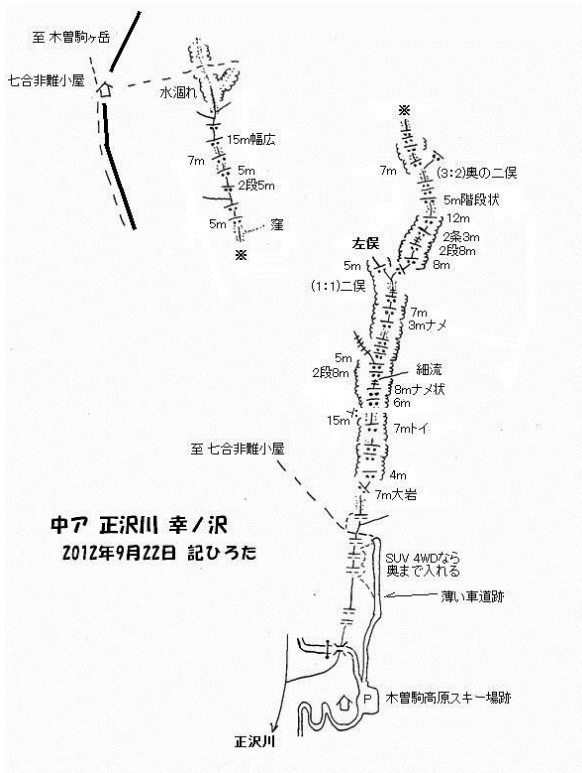 至 木曽駒ヶ岳
七合非難小屋
水涸れ
15m幅広
7m
5m
2段5m
5m
窪
※
※
7m
(3:2)奥の二俣
5m階段状
12m
2条3m
2段8m
8m
左俣
5m
(1:1)二俣
7m
3mナメ
5m
2段8m
細流
8mナメ状
6m
15m
7mトイ
至 七合非難小屋
4m
7m大岩
中ア 正沢川 幸ノ沢
2012年9月22日 記ひろた
SUV 4WDなら
奥まで入れる
薄い車道跡
P
木曽駒高原スキー場跡
正沢川